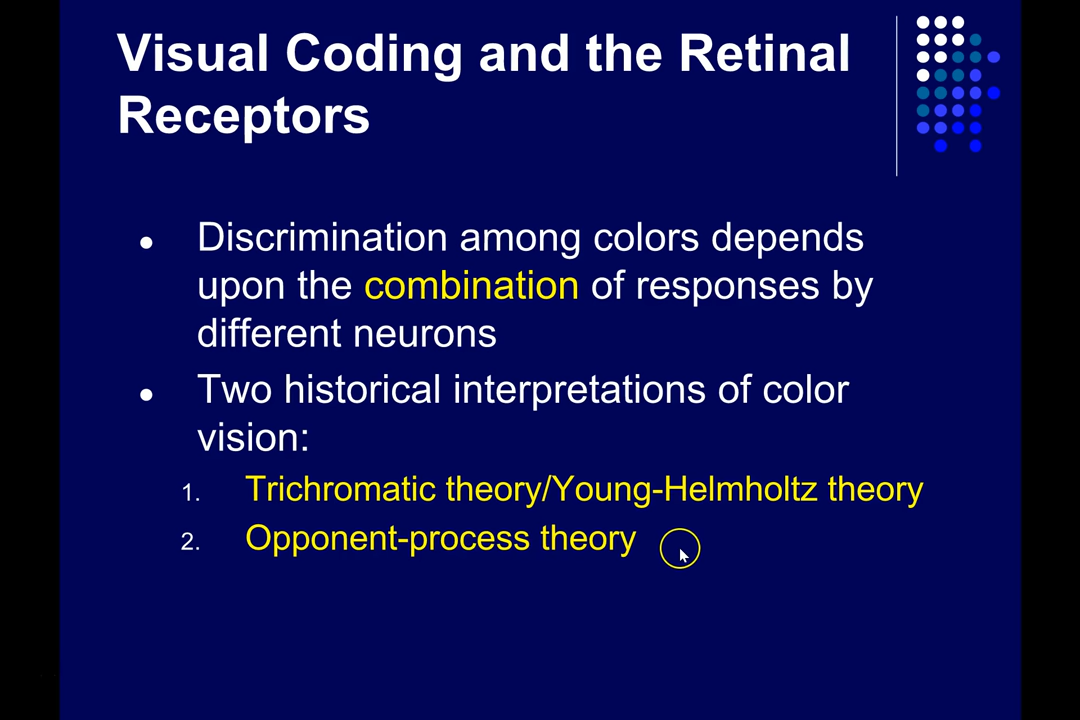 Visual Coding and the Retinal
Receptors
● Discrimination among colors depends
upon the combination of responses by
different neurons
● Two historical interpretations of color
vision:
1. Trichromatic theory/Young-Helmholtz theory
2. Opponent-process theory